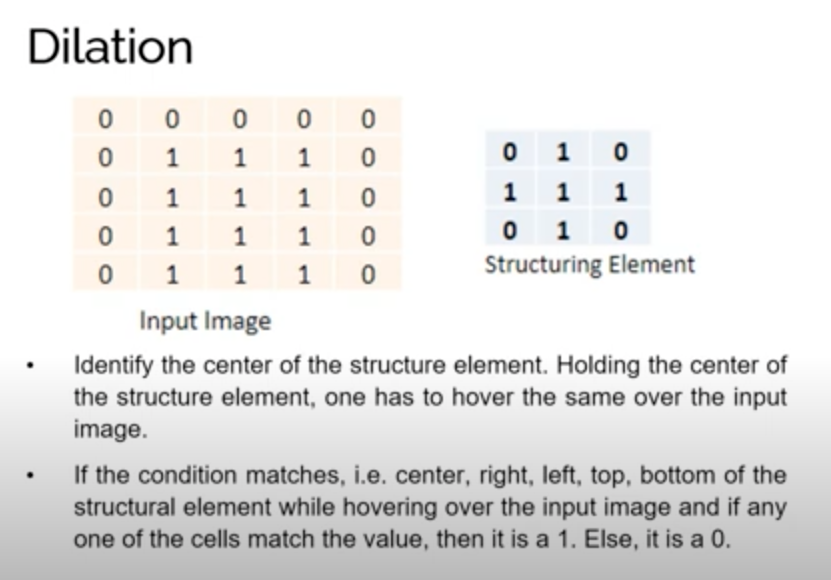 Dilation
0 0 0 0 0
0 1 1 1 0
0 1 1 1 0
0 1 1 1 0
0 1 1 1 0
Input Image
0 1 0
1 1 1
0 1 0
Structuring Element
• Identify the center of the structure element. Holding the center of
the structure element, one has to hover the same over the input
image.
• If the condition matches, i.e. center, right, left, top, bottom of the
structural element while hovering over the input image and if any
one of the cells match the value, then it is a 1. Else, it is a 0.